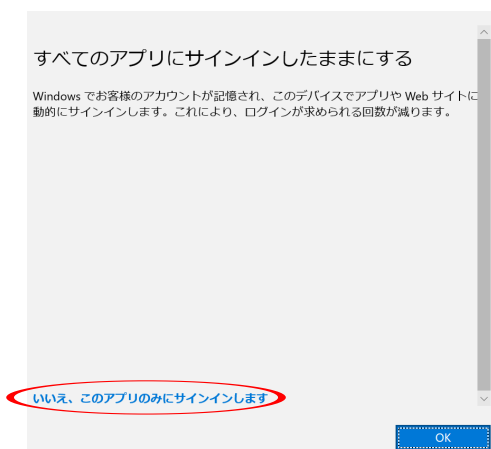 すべてのアプリにサインインしたままにする
Windows でお客様のアカウントが記憶され、このデバイスでアプリや Web サイトに
動的にサインインします。これにより、ログインが求められる回数が減ります。
いいえ、このアプリのみにサインインします
OK